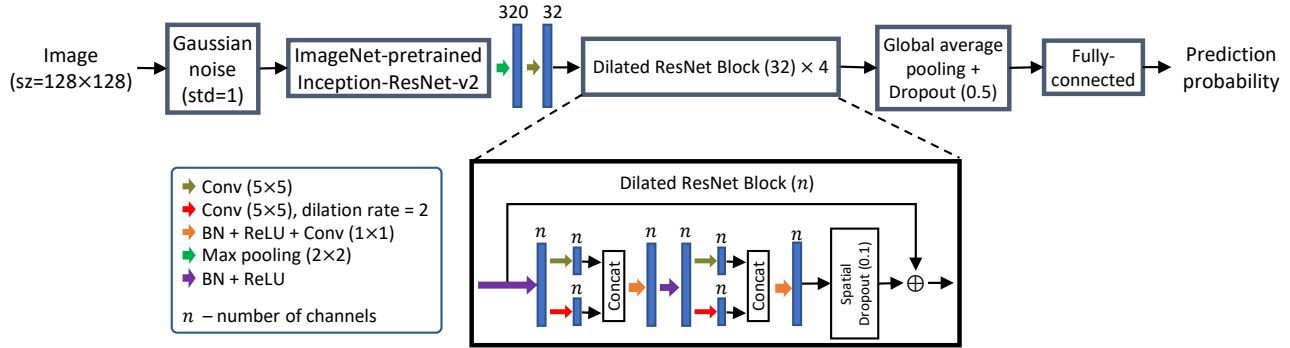 Image
(sz=128×128)
Gaussian
noise
(std=1)
ImageNet-pretrained
Inception-ResNet-v2
320
32
Dilated ResNet Block (32) × 4
Global average
pooling +
Dropout (0.5)
Fully-
connected
Prediction
probability
Conv (5×5)
Conv (5×5), dilation rate = 2
BN + ReLU + Conv (1×1)
Max pooling (2×2)
BN + ReLU
n – number of channels
Dilated ResNet Block (n)
n
n
n
Concat
n
n
n
n
Concat
n
Spatial
Dropout (0.1)